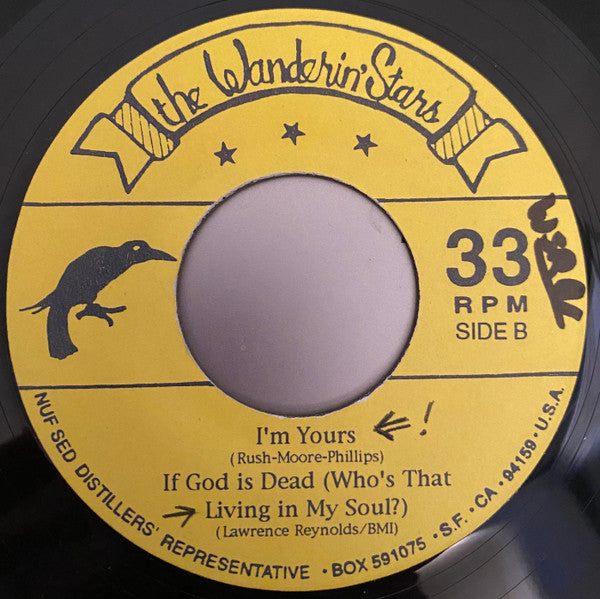 the Wanderin' Stars
33
RPM
SIDE B
WSRV
I'm Yours !
(Rush-Moore-Phillips)
If God is Dead (Who's That
Living in My Soul?)
(Lawrence Reynolds/BMI)
NUF SED DISTILLERS' REPRESENTATIVE • BOX 591075 • S.F. • CA • 94159 • U.S.A.